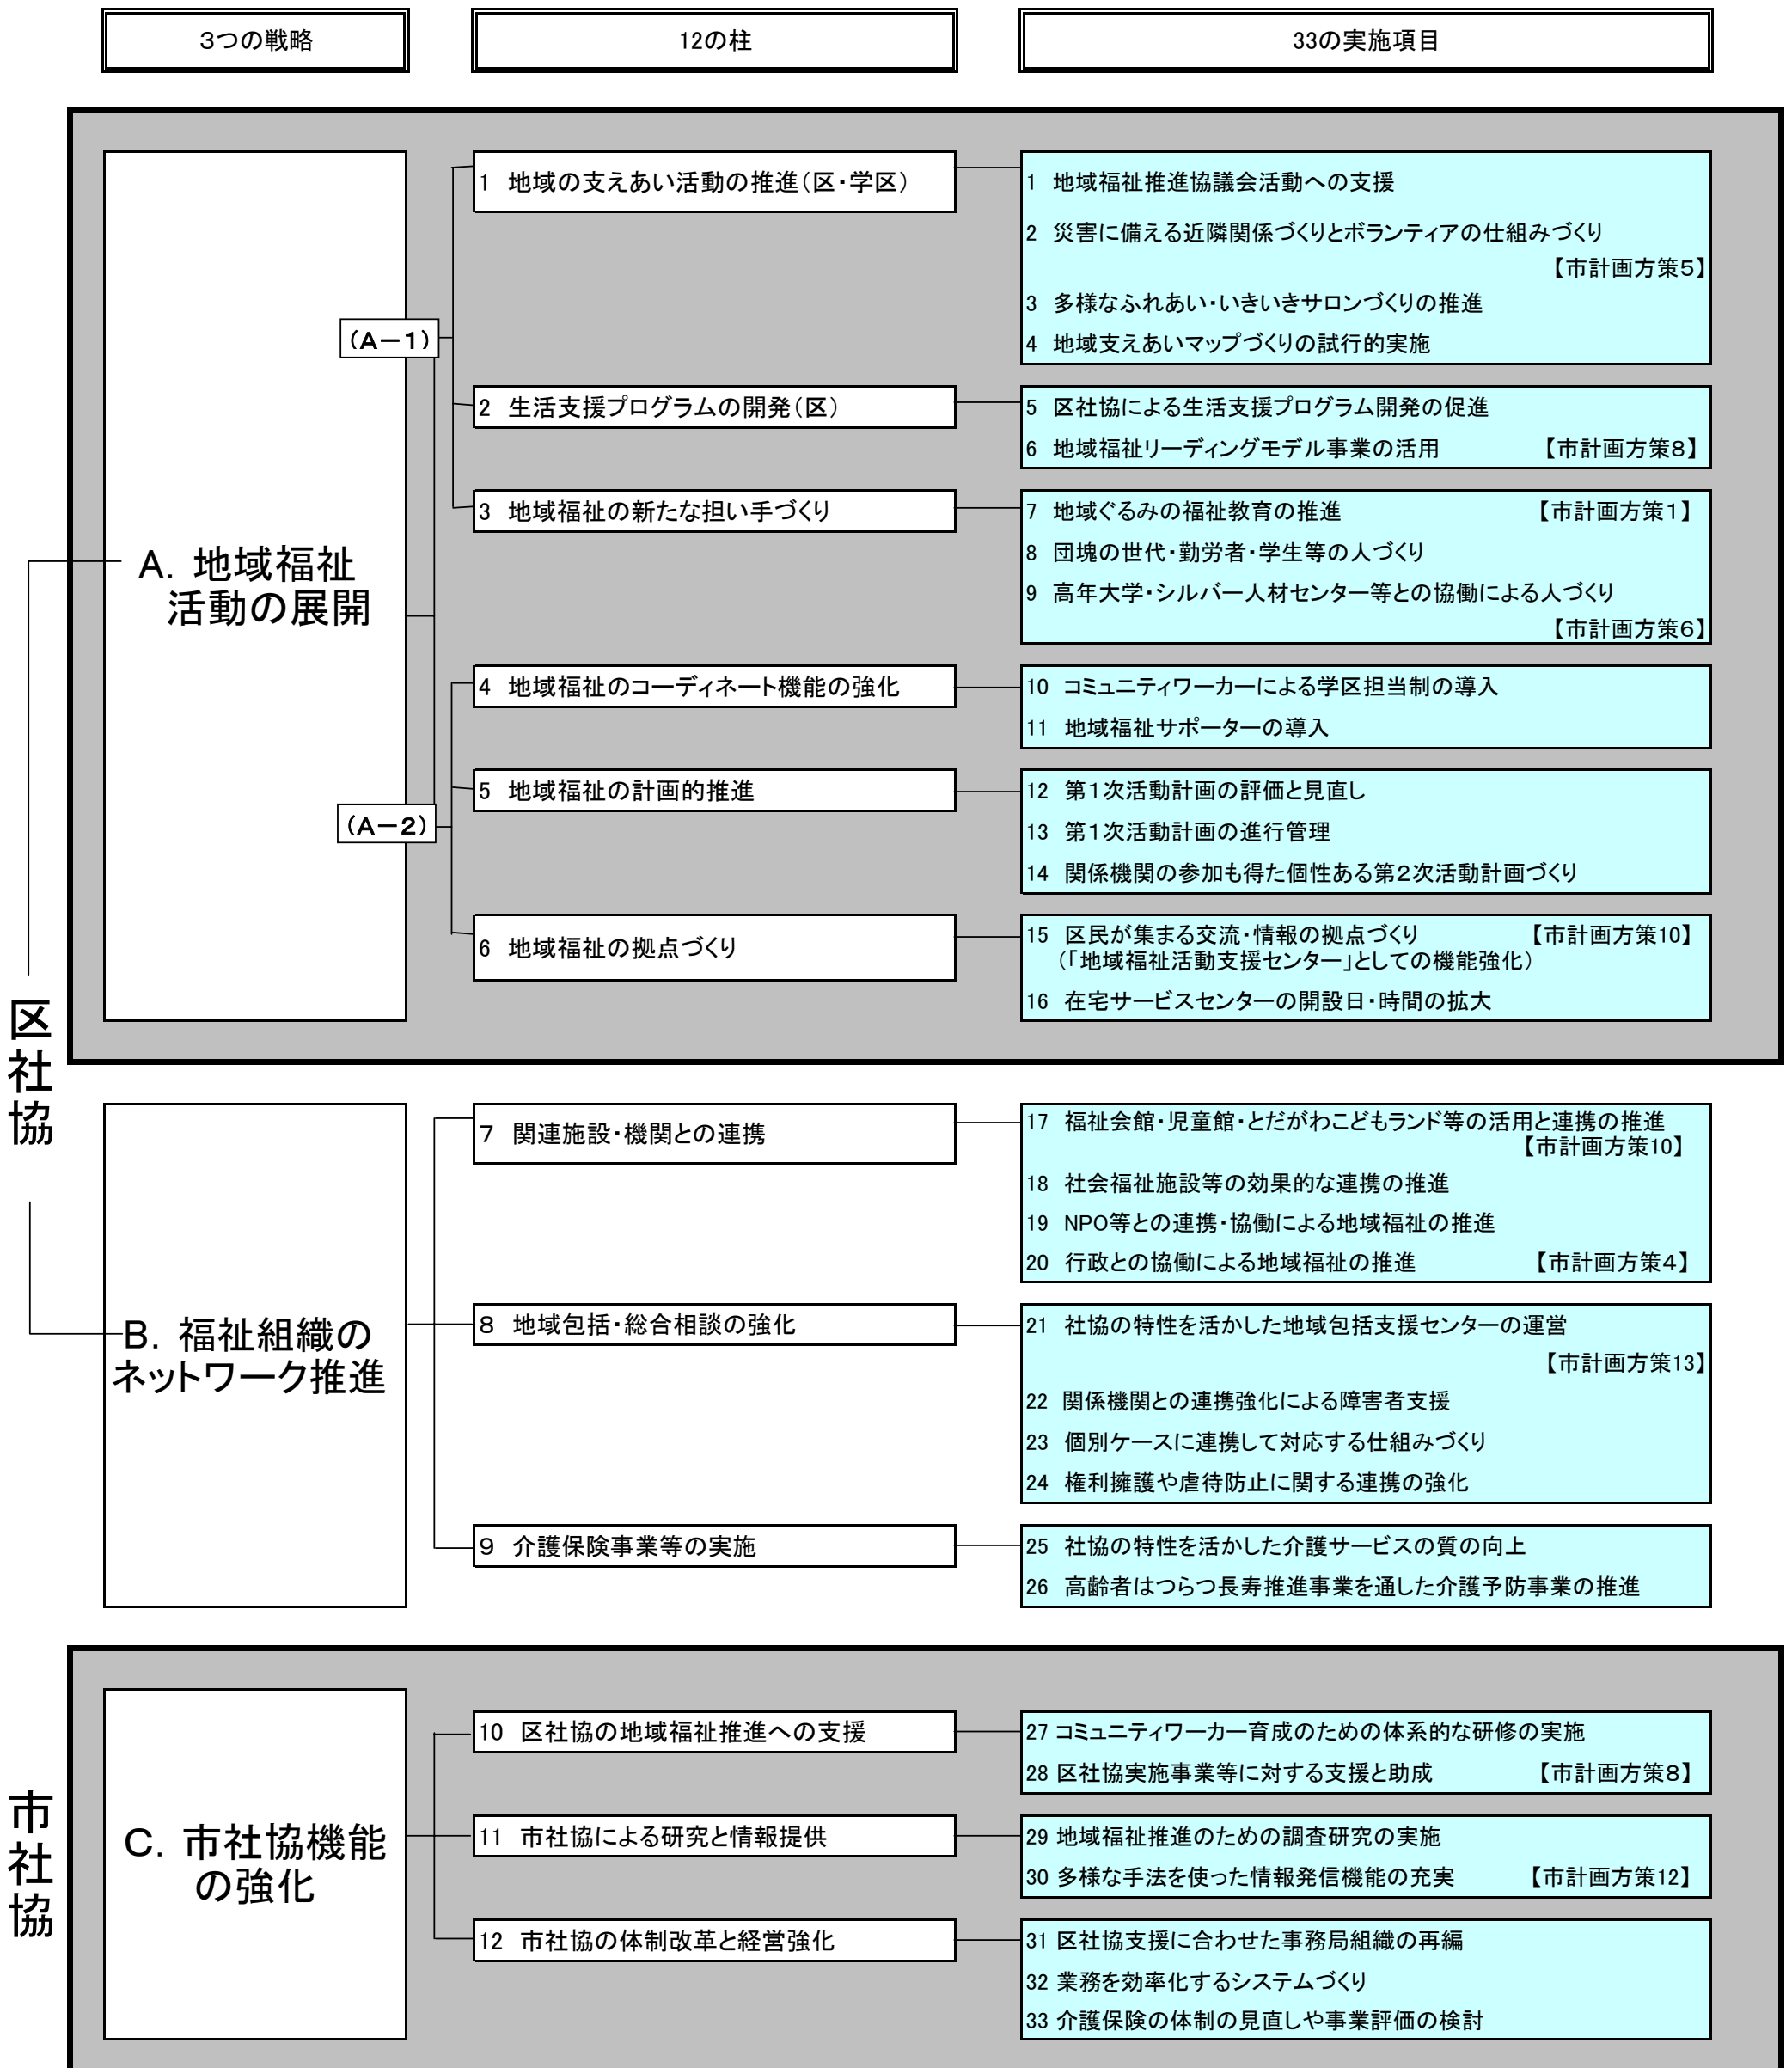 3つの戦略
12の柱
33の実施項目
区社協
A．地域福祉
活動の展開
(A－1)
1　地域の支えあい活動の推進（区・学区）
1　地域福祉推進協議会活動への支援
2　災害に備える近隣関係づくりとボランティアの仕組みづくり
【市計画方策5】
3　多様なふれあい・いきいきサロンづくりの推進
4　地域支えあいマップづくりの試行的実施
2　生活支援プログラムの開発（区）
5　区社協による生活支援プログラム開発の促進
6　地域福祉リーディングモデル事業の活用　【市計画方策8】
3　地域福祉の新たな担い手づくり
7　地域ぐるみの福祉教育の推進　【市計画方策1】
8　団塊の世代・勤労者・学生等の人づくり
9　高年大学・シルバー人材センター等との協働による人づくり
【市計画方策6】
(A－2)
4　地域福祉のコーディネート機能の強化
10　コミュニティワーカーによる学区担当制の導入
11　地域福祉サポーターの導入
5　地域福祉の計画的推進
12　第1次活動計画の評価と見直し
13　第1次活動計画の進行管理
14　関係機関の参加も得た個性ある第2次活動計画づくり
6　地域福祉の拠点づくり
15　区民が集まる交流・情報の拠点づくり　【市計画方策10】
（「地域福祉活動支援センター」としての機能強化）
16　在宅サービスセンターの開設日・時間の拡大
B．福祉組織の
ネットワーク推進
7　関連施設・機関との連携
17　福祉会館・児童館・とだがわこどもランド等の活用と連携の推進
【市計画方策10】
18　社会福祉施設等の効果的な連携の推進
19　NPO等との連携・協働による地域福祉の推進
20　行政との協働による地域福祉の推進　【市計画方策4】
8　地域包括・総合相談の強化
21　社協の特性を活かした地域包括支援センターの運営
【市計画方策13】
22　関係機関との連携強化による障害者支援
23　個別ケースに連携して対応する仕組みづくり
24　権利擁護や虐待防止に関する連携の強化
9　介護保険事業等の実施
25　社協の特性を活かした介護サービスの質の向上
26　高齢者はつらつ長寿推進事業を通した介護予防事業の推進
市社協
C．市社協機能
の強化
10　区社協の地域福祉推進への支援
27 コミュニティワーカー育成のための体系的な研修の実施
28 区社協実施事業等に対する支援と助成　【市計画方策8】
11　市社協による研究と情報提供
29 地域福祉推進のための調査研究の実施
30 多様な手法を使った情報発信機能の充実　【市計画方策12】
12　市社協の体制改革と経営強化
31 区社協支援に合わせた事務局組織の再編
32 業務を効率化するシステムづくり
33 介護保険の体制の見直しや事業評価の検討